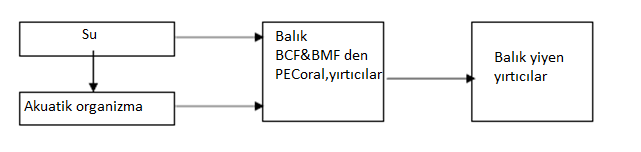 Su
Akuatik organizma
Balık
BCF&BMF den
PECoral,yırtıcılar
Balık yiyen
yırtıcılar